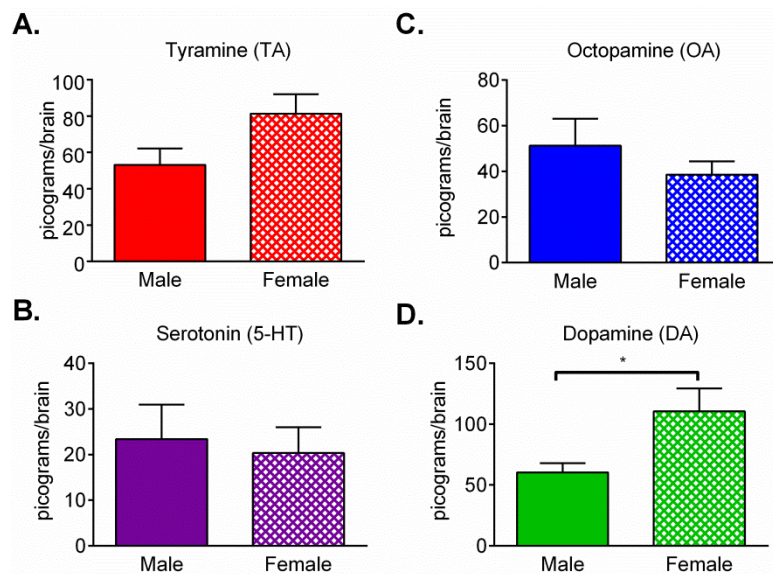 A.
Tyramine (TA)
picograms/brain
100
80
60
40
20
0
Male Female
B.
Serotonin (5-HT)
picograms/brain
40
30
20
10
0
Male Female
C.
Octopamine (OA)
picograms/brain
80
60
40
20
0
Male Female
D.
Dopamine (DA)
picograms/brain
150
100
50
0
*
Male Female